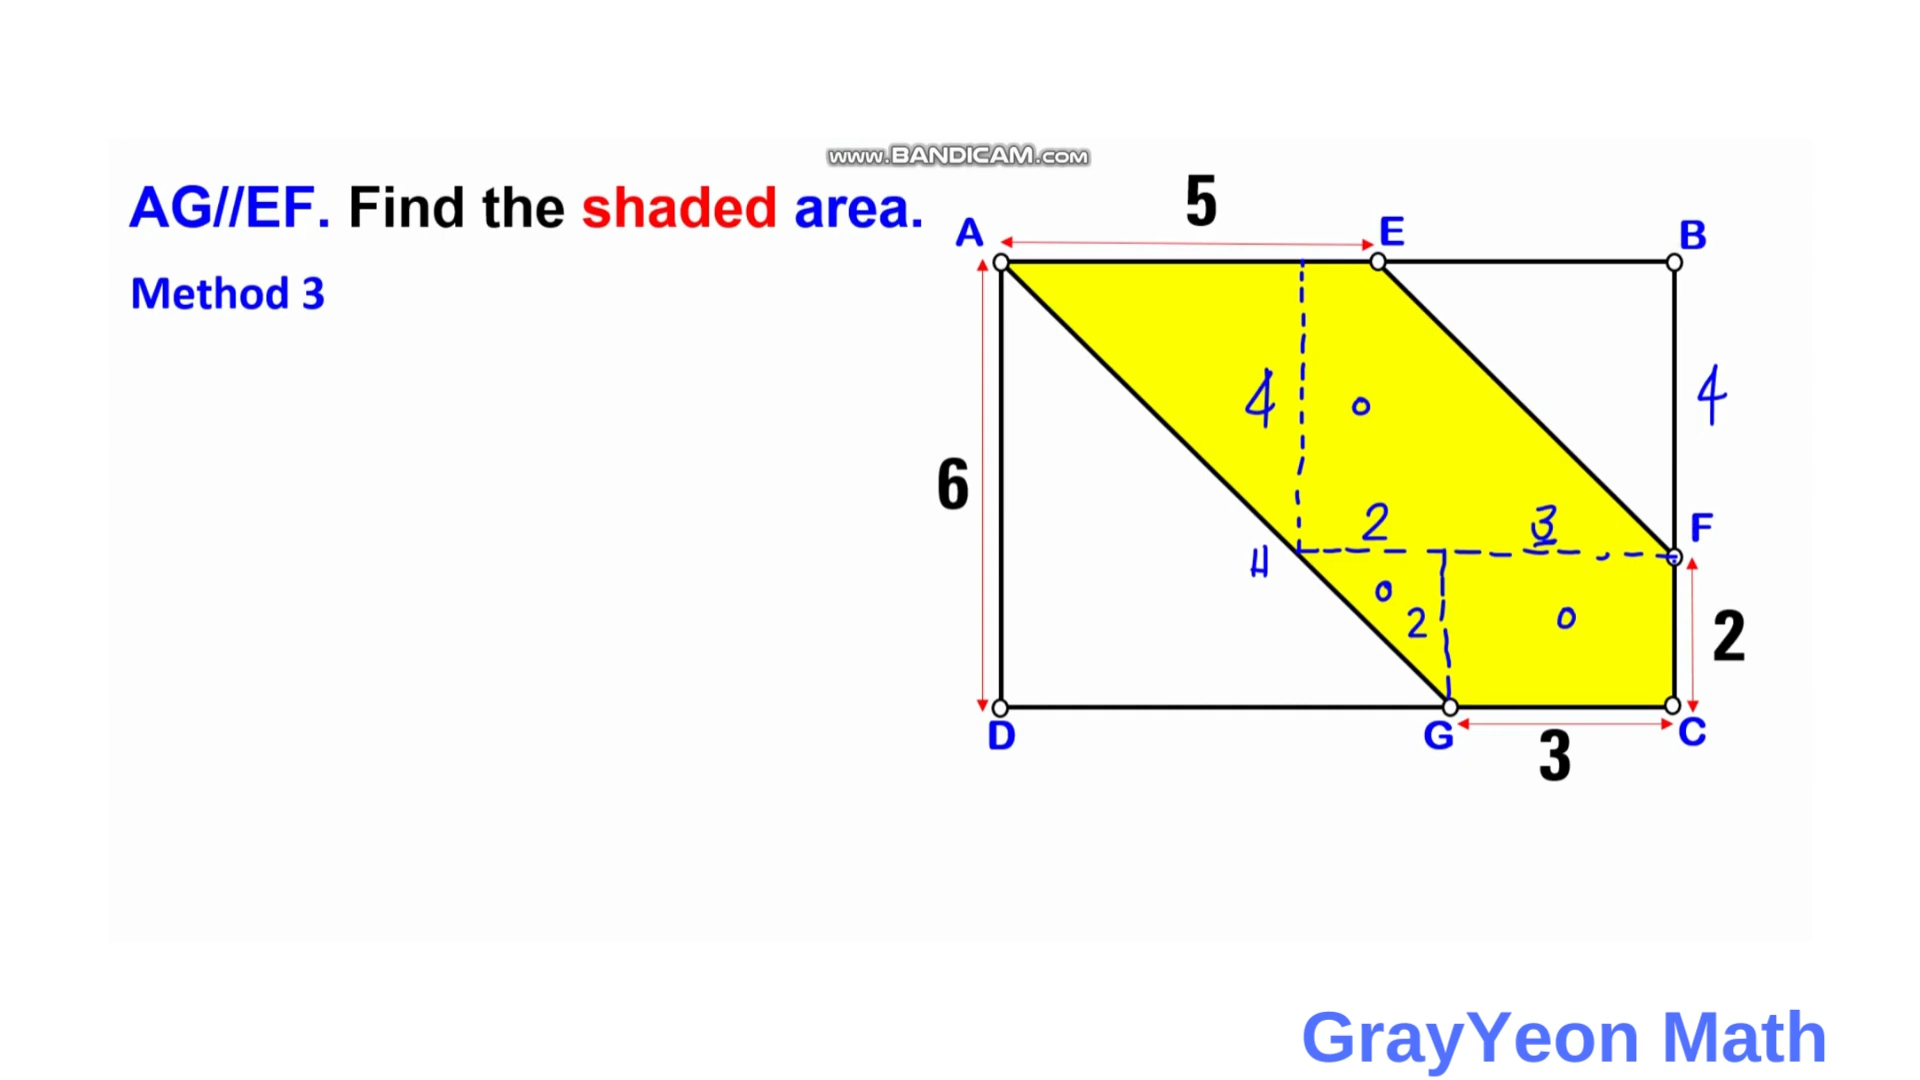 www.BANDICAM.com
AG//EF. Find the shaded area.
Method 3
5
A
E
B
4
4
6
2
3
F
2
2
D
G
C
3
GrayYeon Math